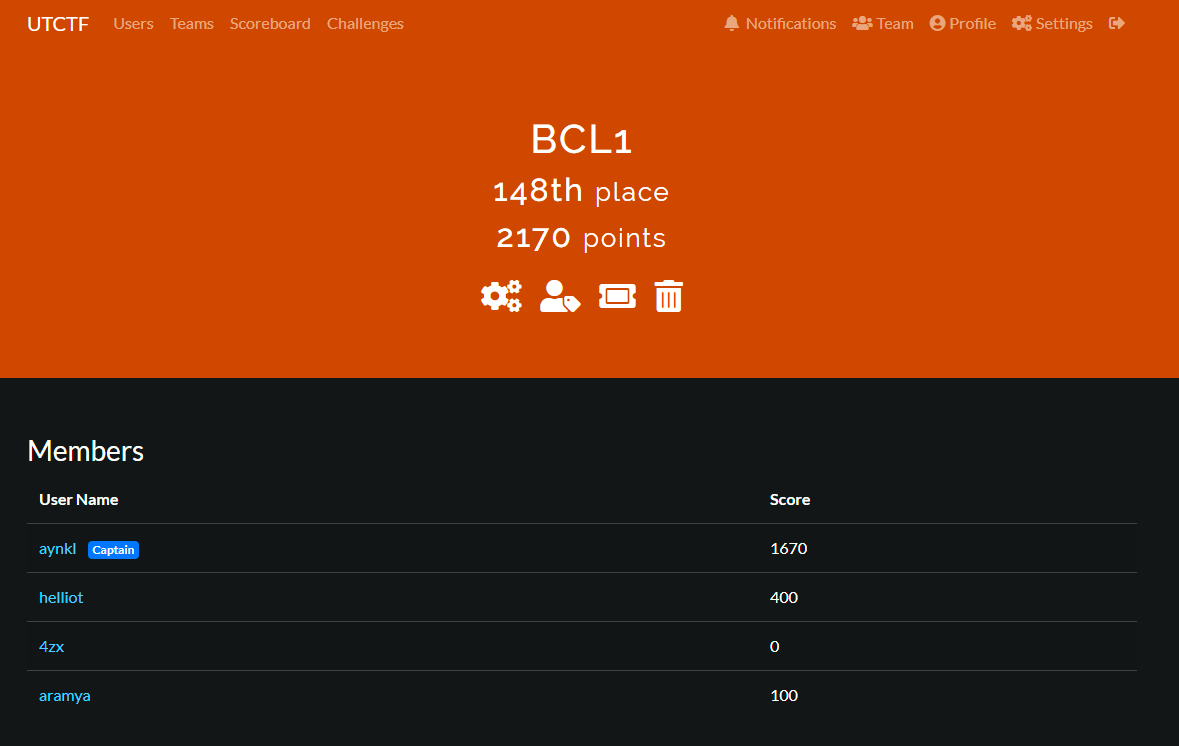 UTCTF Users Teams Scoreboard Challenges Notifications Team Profile Settings
BCL1
148th place
2170 points
Members
User Name Score
aynkl Captain 1670
helliot 400
4zx 0
aramya 100